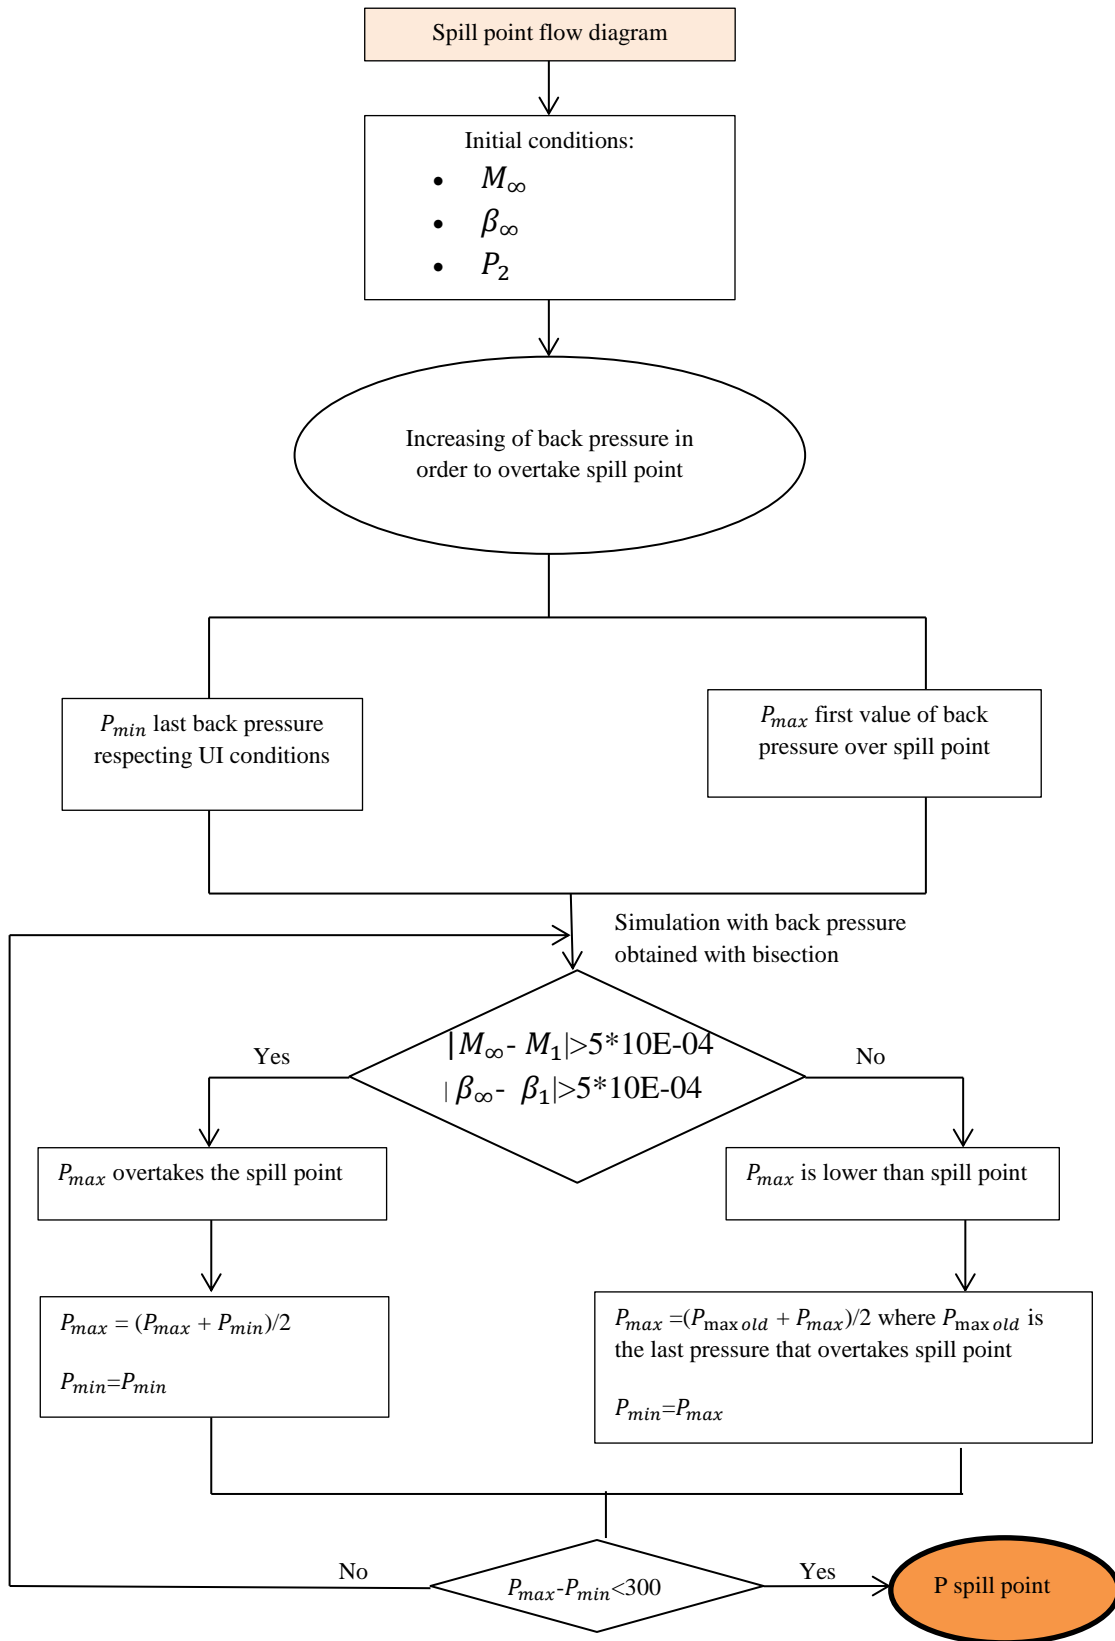 Spill point flow diagram
Initial conditions:
• M∞
• β∞
• P2
Increasing of back pressure in
order to overtake spill point
Pmin last back pressure
respecting UI conditions
Pmax first value of back
pressure over spill point
Simulation with back pressure
obtained with bisection
|M∞- M1|>5*10E-04
|β∞- β1|>5*10E-04
Yes
No
Pmax overtakes the spill point
Pmax is lower than spill point
Pmax = (Pmax + Pmin)/2
Pmin=Pmin
Pmax =(Pmax old + Pmax)/2 where Pmax old is
the last pressure that overtakes spill point
Pmin=Pmax
No
Pmax-Pmin<300
Yes
P spill point